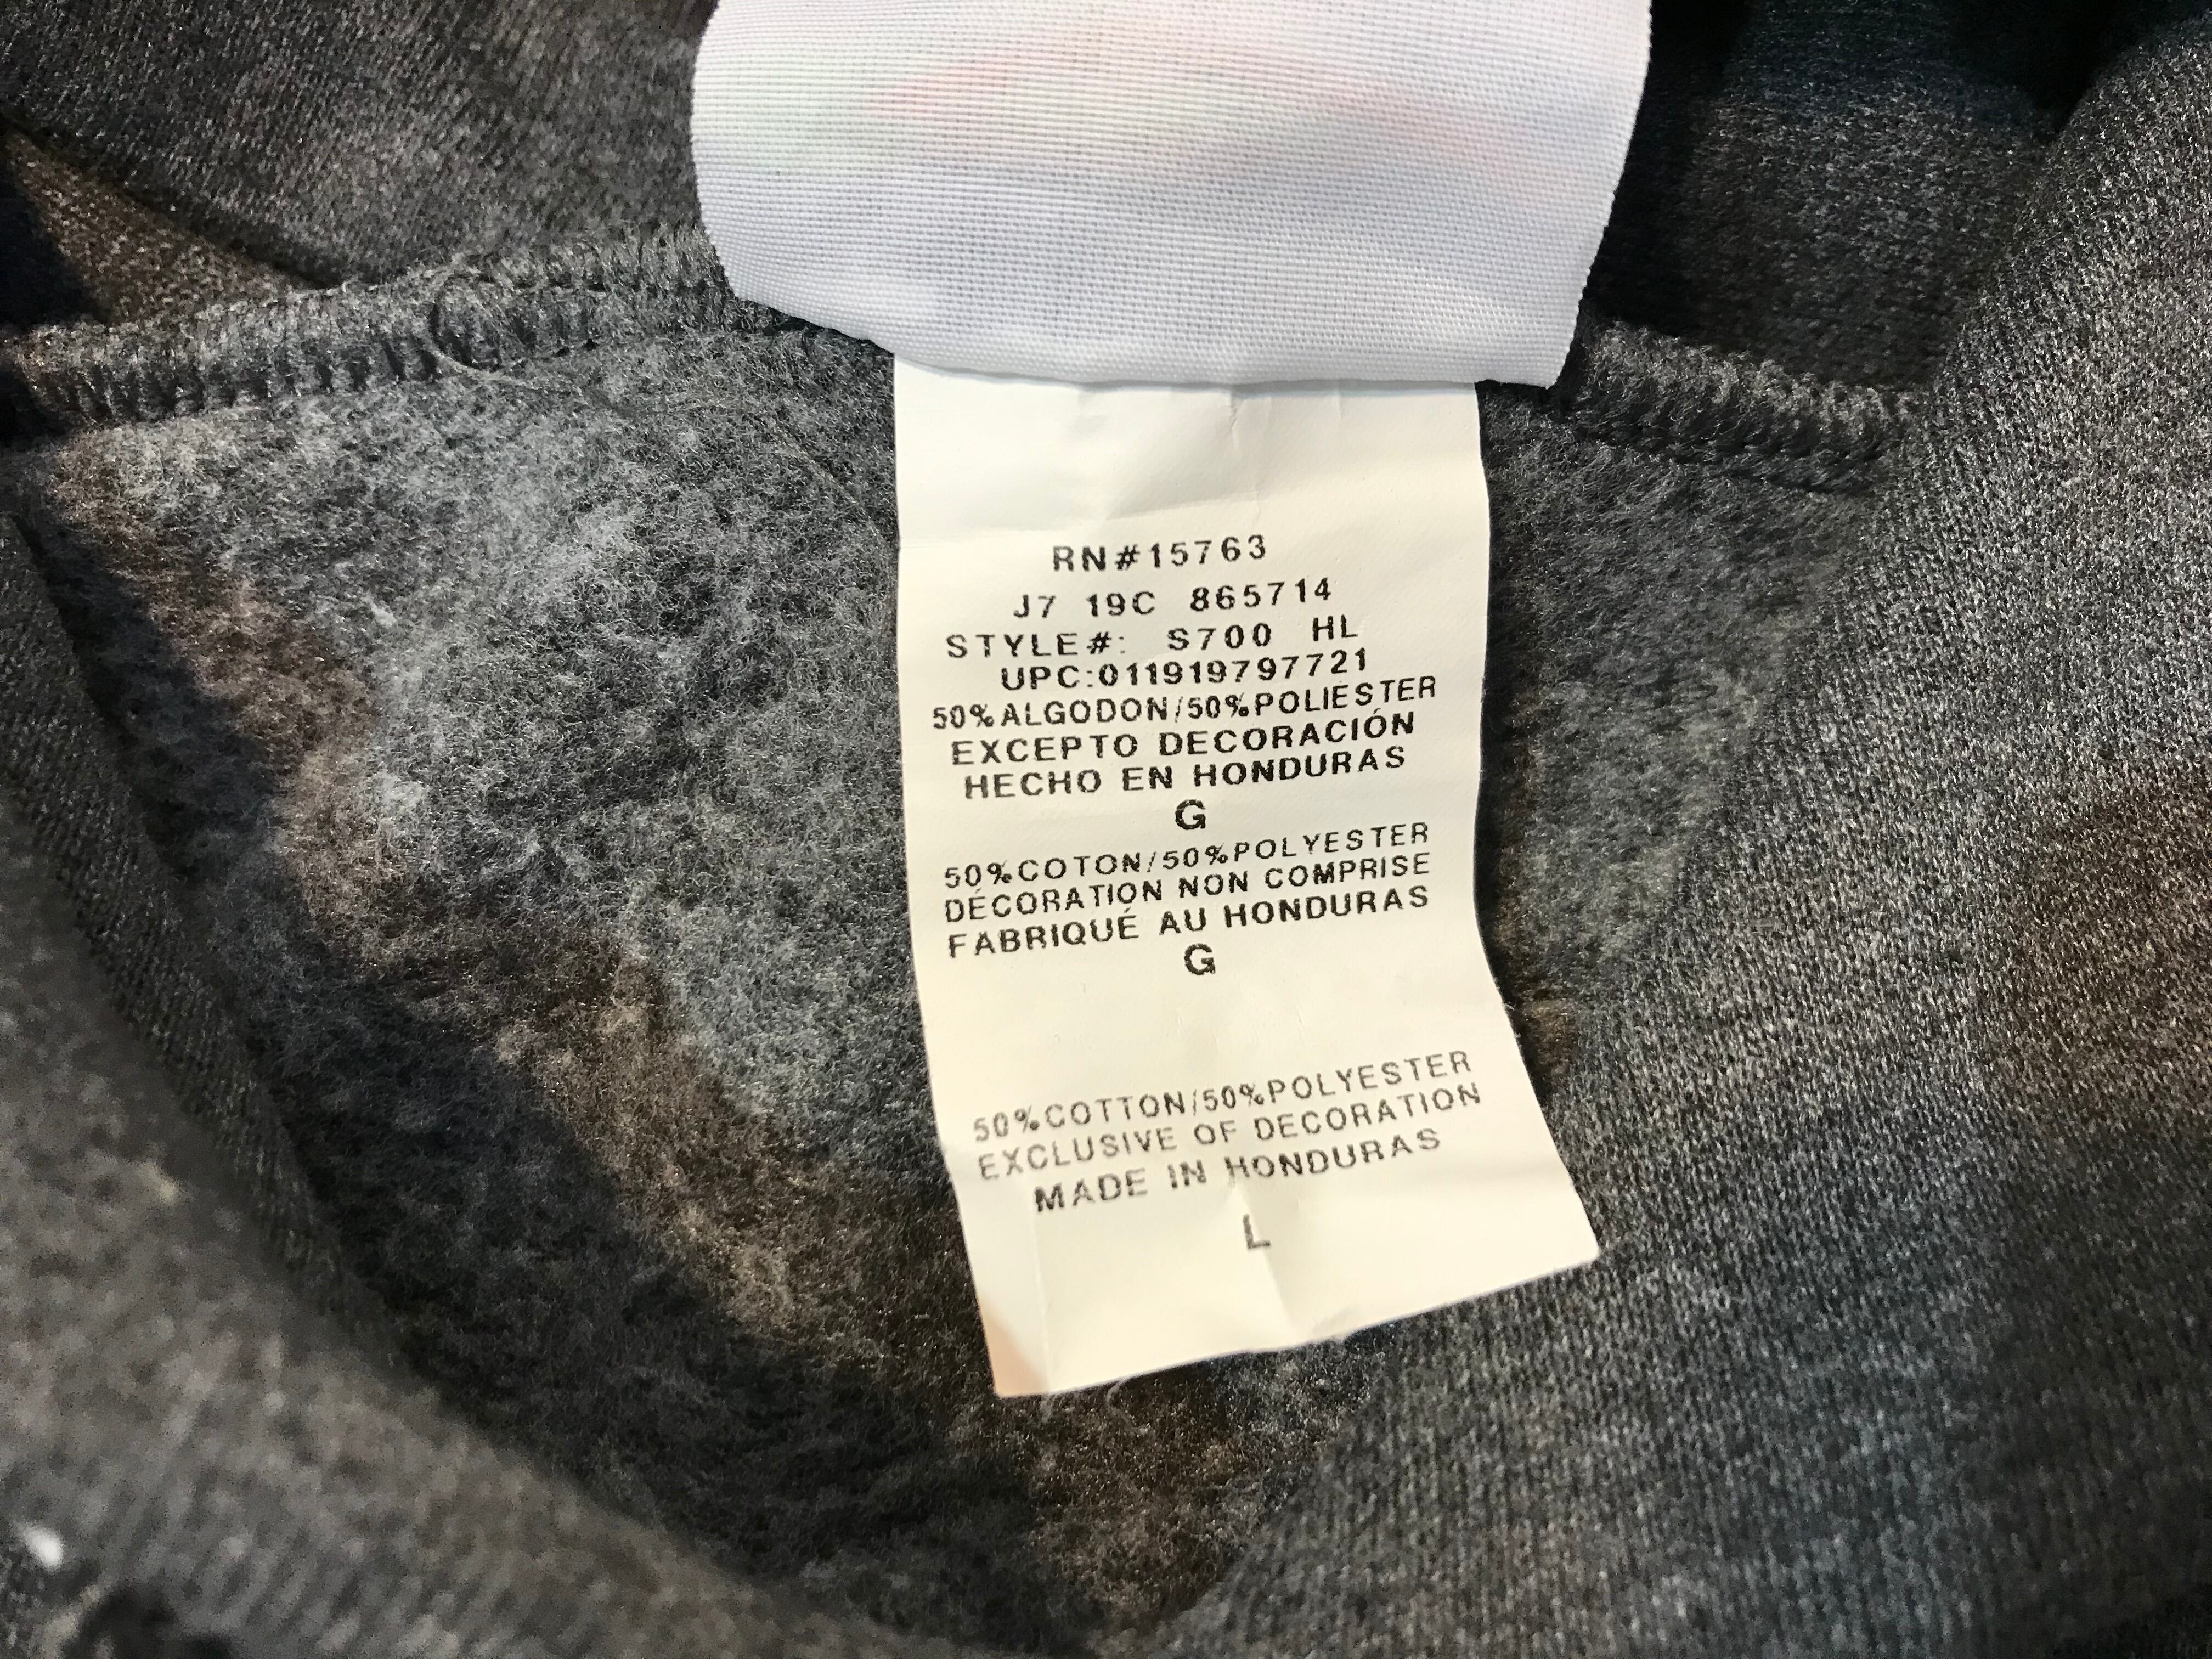 RN#15763
J7 19C 865714
STYLE#: S700 HL
UPC:011919797721
50%ALGODON/50%POLIESTER
EXCEPTO DECORACIÓN
HECHO EN HONDURAS
G
50%COTON/50%POLYESTER
DÉCORATION NON COMPRISE
FABRIQUÉ AU HONDURAS
G
50%COTTON/50%POLYESTER
EXCLUSIVE OF DECORATION
MADE IN HONDURAS
L